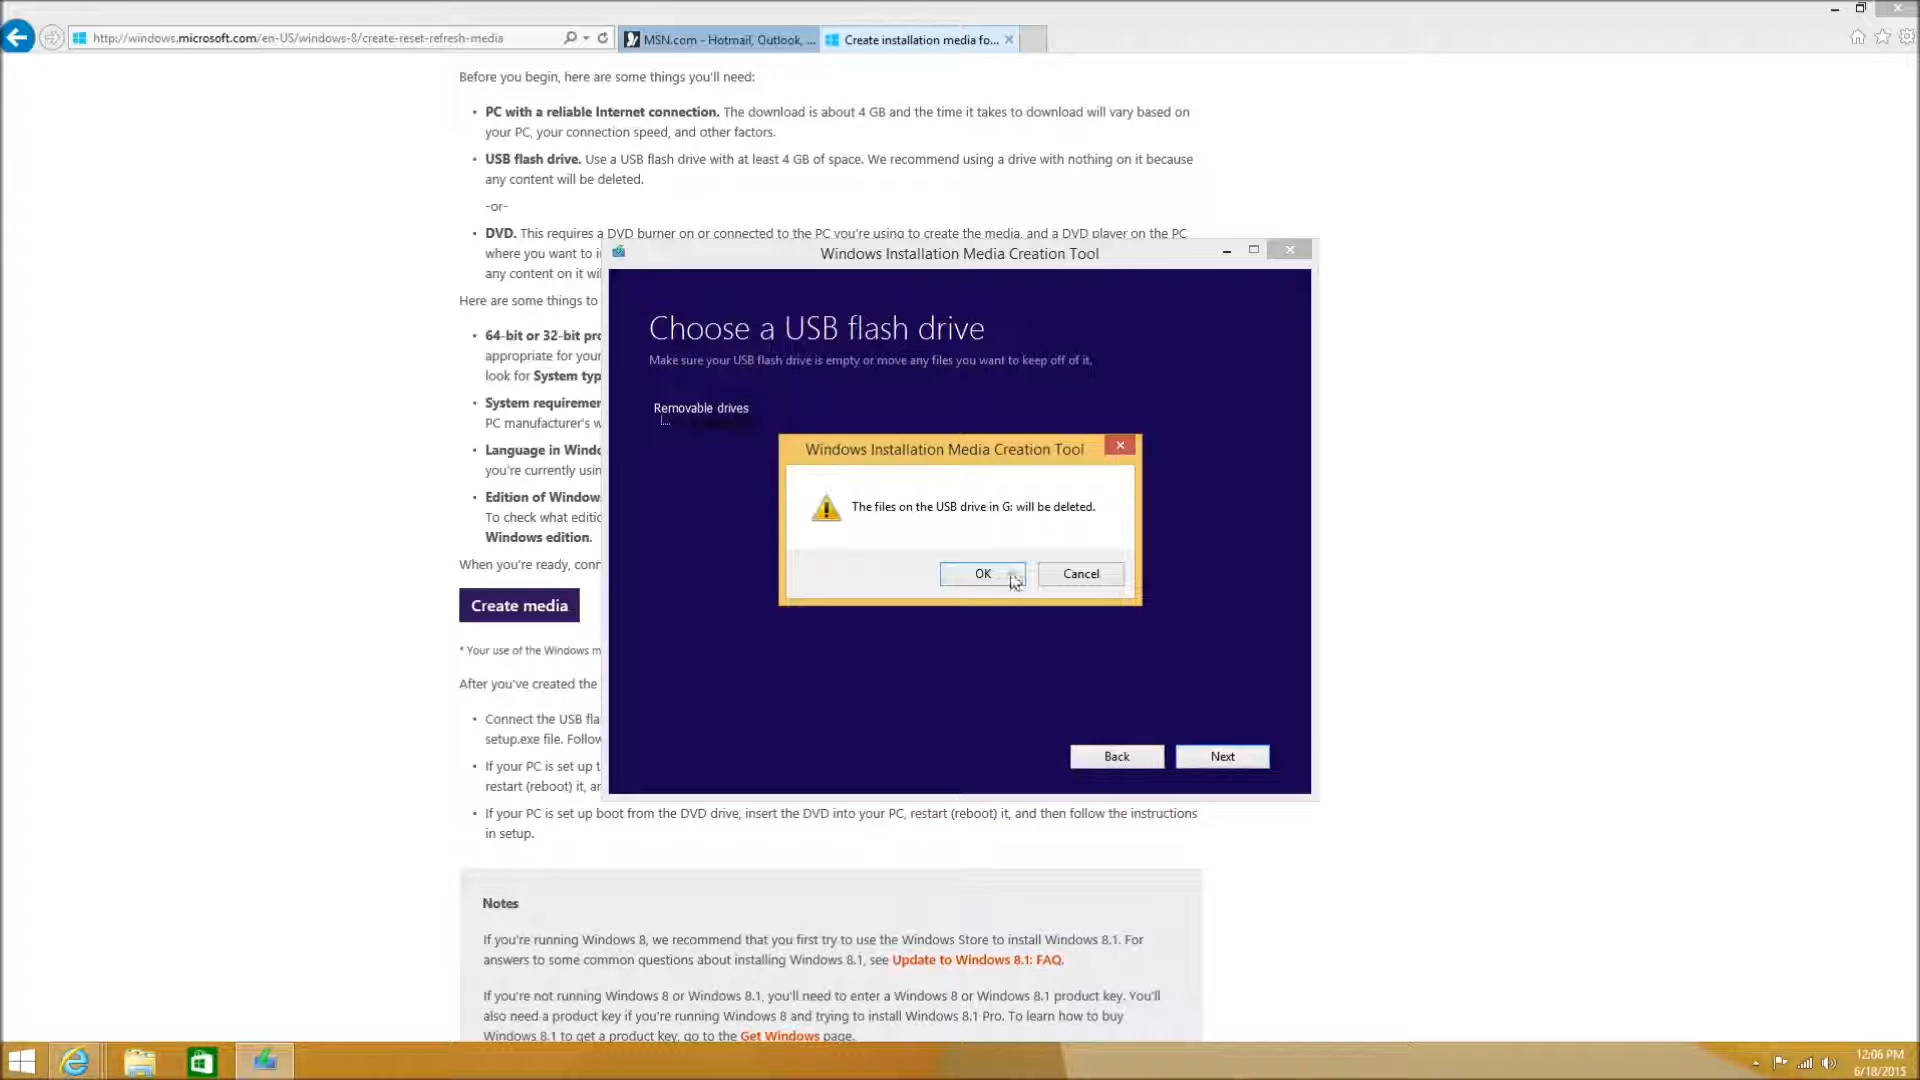 http://windows.microsoft.com/en-US/windows-8/create-reset-refresh-media
MSN.com - Hotmail, Outlook, ...
Create installation media fo...
Before you begin, here are some things you'll need:
• PC with a reliable Internet connection. The download is about 4 GB and the time it takes to download will vary based on
your PC, your connection speed, and other factors.
• USB flash drive. Use a USB flash drive with at least 4 GB of space. We recommend using a drive with nothing on it because
any content will be deleted.
-or-
• DVD. This requires a DVD burner on or connected to the PC you're using to create the media, and a DVD player on the PC
where you want to i
any content on it wil
Here are some things to
• 64-bit or 32-bit pro
appropriate for your
look for System typ
• System requiremen
PC manufacturer's w
• Language in Windo
you're currently usin
• Edition of Window
To check what editio
Windows edition.
When you're ready, conn
Create media
* Your use of the Windows m
After you've created the
• Connect the USB fla
setup.exe file. Follow
• If your PC is set up t
restart (reboot) it, an
• If your PC is set up boot from the DVD drive, insert the DVD into your PC, restart (reboot) it, and then follow the instructions
in setup.
Windows Installation Media Creation Tool
Choose a USB flash drive
Make sure your USB flash drive is empty or move any files you want to keep off of it.
Removable drives
Windows Installation Media Creation Tool
The files on the USB drive in G: will be deleted.
OK
Cancel
Back
Next
Notes
If you're running Windows 8, we recommend that you first try to use the Windows Store to install Windows 8.1. For
answers to some common questions about installing Windows 8.1, see Update to Windows 8.1: FAQ.
If you're not running Windows 8 or Windows 8.1, you'll need to enter a Windows 8 or Windows 8.1 product key. You'll
also need a product key if you're running Windows 8 and trying to install Windows 8.1 Pro. To learn how to buy
Windows 8.1 to get a product key, go to the Get Windows page.
12:06 PM
6/18/2015